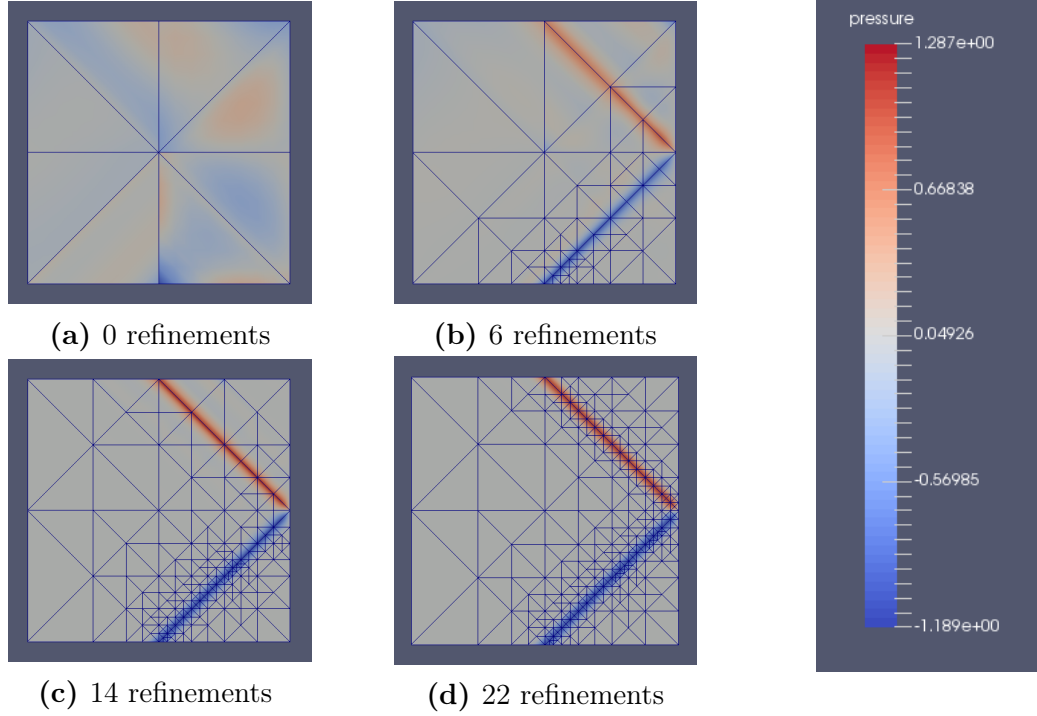 pressure
1.287e+00
0.66838
0.04926
-0.56985
-1.189e+00
(a) 0 refinements
(b) 6 refinements
(c) 14 refinements
(d) 22 refinements